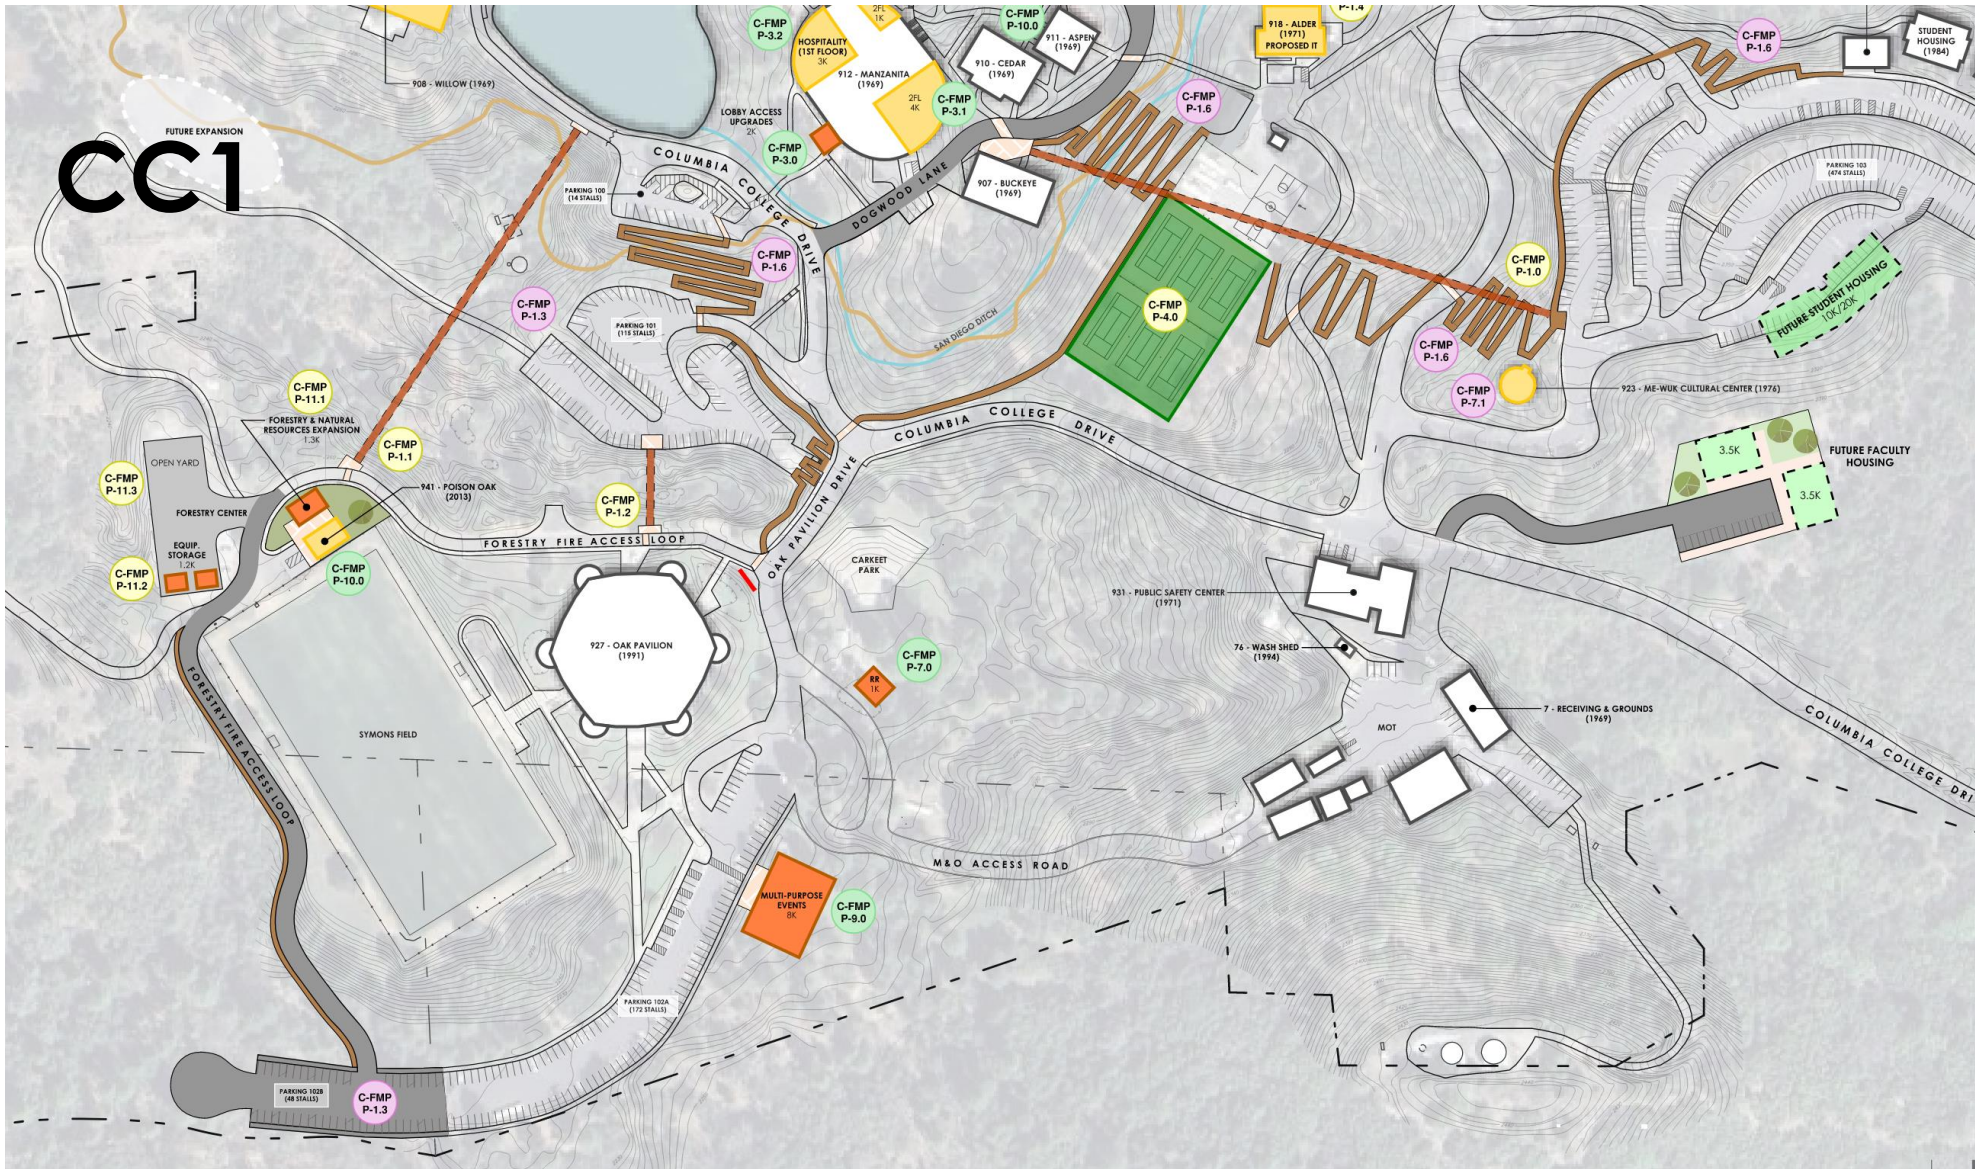 C-FMP
P-3.2
HOSPITALITY
(1ST FLOOR)
3K
2FL
1K
912 - MANZANITA
(1969)
2FL
4K
C-FMP
P-3.1
C-FMP
P-10.0
911 - ASPEN
(1969)
910 - CEDAR
(1969)
918 - ALDER
(1971)
PROPOSED IT
P-1.4
C-FMP
P-1.6
C-FMP
P-1.6
STUDENT
HOUSING
(1984)
908 - WILLOW (1969)
FUTURE EXPANSION
CC1
LOBBY ACCESS
UPGRADES
2K
C-FMP
P-3.0
COLUMBIA COLLEGE DRIVE
DOGWOOD LANE
907 - BUCKEYE
(1969)
PARKING 100
(14 STALLS)
PARKING 103
(474 STALLS)
C-FMP
P-1.6
C-FMP
P-1.3
PARKING 101
(115 STALLS)
SAN DIEGO DITCH
C-FMP
P-4.0
C-FMP
P-1.0
FUTURE STUDENT HOUSING
10K/20K
C-FMP
P-1.6
C-FMP
P-7.1
923 - ME-WUK CULTURAL CENTER (1976)
C-FMP
P-11.1
FORESTRY & NATURAL
RESOURCES EXPANSION
1.3K
C-FMP
P-1.1
COLUMBIA COLLEGE DRIVE
3.5K
FUTURE FACULTY
HOUSING
3.5K
OPEN YARD
C-FMP
P-11.3
941 - POISON OAK
(2013)
C-FMP
P-1.2
FORESTRY CENTER
EQUIP.
STORAGE
1.2K
C-FMP
P-11.2
C-FMP
P-10.0
FORESTRY FIRE ACCESS LOOP
OAK PAVILION DRIVE
CARKEET
PARK
931 - PUBLIC SAFETY CENTER
(1971)
927 - OAK PAVILION
(1991)
C-FMP
P-7.0
RR
1K
76 - WASH SHED
(1994)
7 - RECEIVING & GROUNDS
(1969)
MOT
COLUMBIA COLLEGE DRI
FORESTRY FIRE ACCESS LOOP
SYMONS FIELD
M&O ACCESS ROAD
MULTI-PURPOSE
EVENTS
8K
C-FMP
P-9.0
PARKING 102A
(172 STALLS)
PARKING 102B
(48 STALLS)
C-FMP
P-1.3